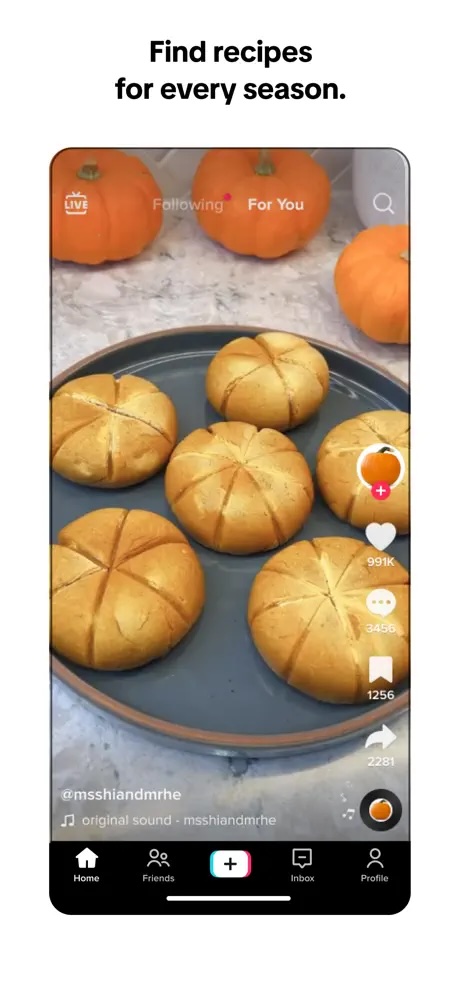 Find recipes
for every season.
LIVE
Following
For You
991K
3456
1256
2281
@msshiandmrhe
original sound - msshiandmrhe
Home
Friends
Inbox
Profile